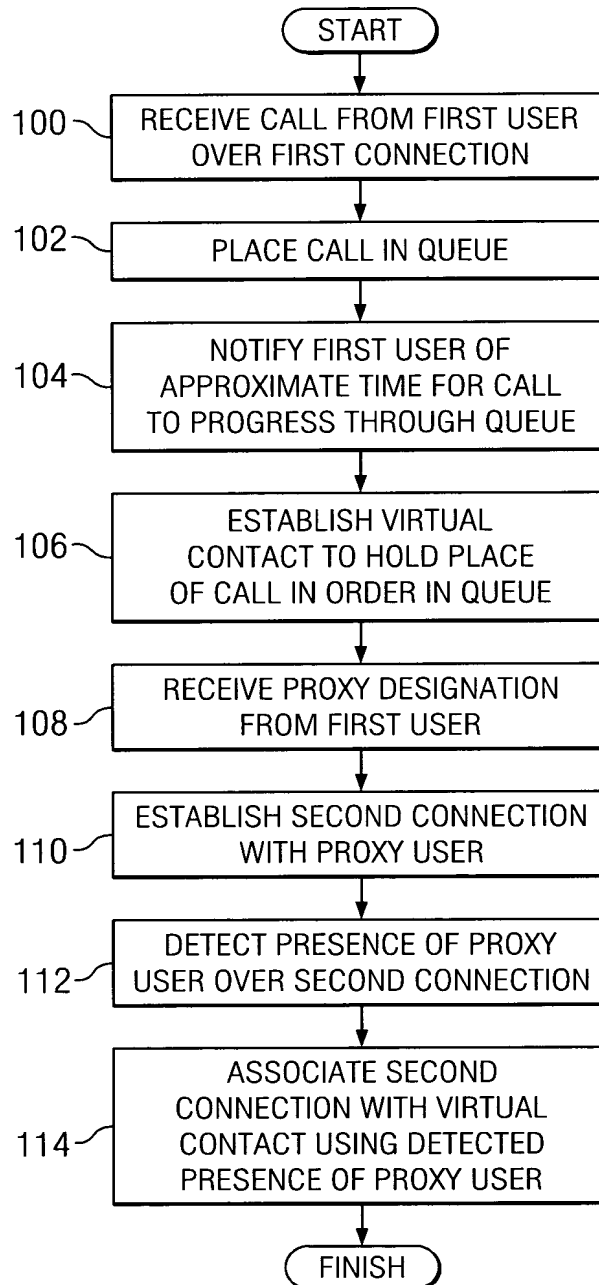 START
100
RECEIVE CALL FROM FIRST USER
OVER FIRST CONNECTION
102
PLACE CALL IN QUEUE
104
NOTIFY FIRST USER OF
APPROXIMATE TIME FOR CALL
TO PROGRESS THROUGH QUEUE
106
ESTABLISH VIRTUAL
CONTACT TO HOLD PLACE
OF CALL IN ORDER IN QUEUE
108
RECEIVE PROXY DESIGNATION
FROM FIRST USER
110
ESTABLISH SECOND CONNECTION
WITH PROXY USER
112
DETECT PRESENCE OF PROXY
USER OVER SECOND CONNECTION
114
ASSOCIATE SECOND
CONNECTION WITH VIRTUAL
CONTACT USING DETECTED
PRESENCE OF PROXY USER
FINISH